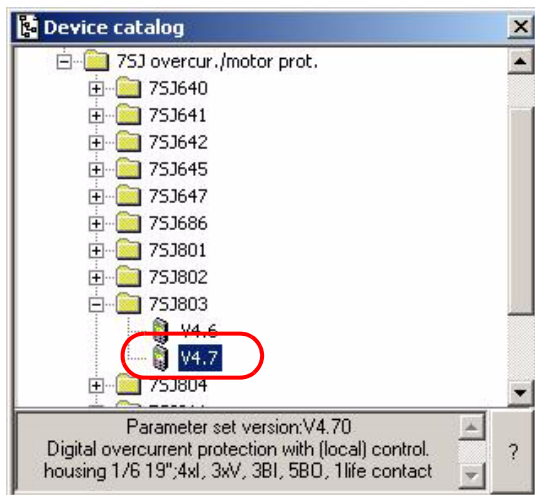 Device catalog
7SJ overcur./motor prot.
7SJ640
7SJ641
7SJ642
7SJ645
7SJ647
7SJ686
7SJ801
7SJ802
7SJ803
V4.6
V4.7
7SJ804
Parameter set version:V4.70
Digital overcurrent protection with (local) control.
housing 1/6 19";4xI, 3xV, 3BI, 5BO, 1life contact
?